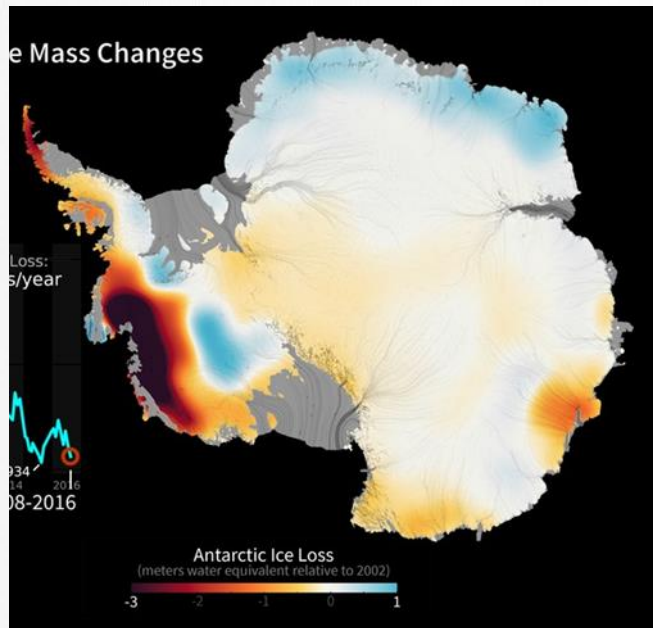 e Mass Changes
Loss:
s/year
934
14
2016
08-2016
Antarctic Ice Loss
(meters water equivalent relative to 2002)
-3 -2 -1 0 1